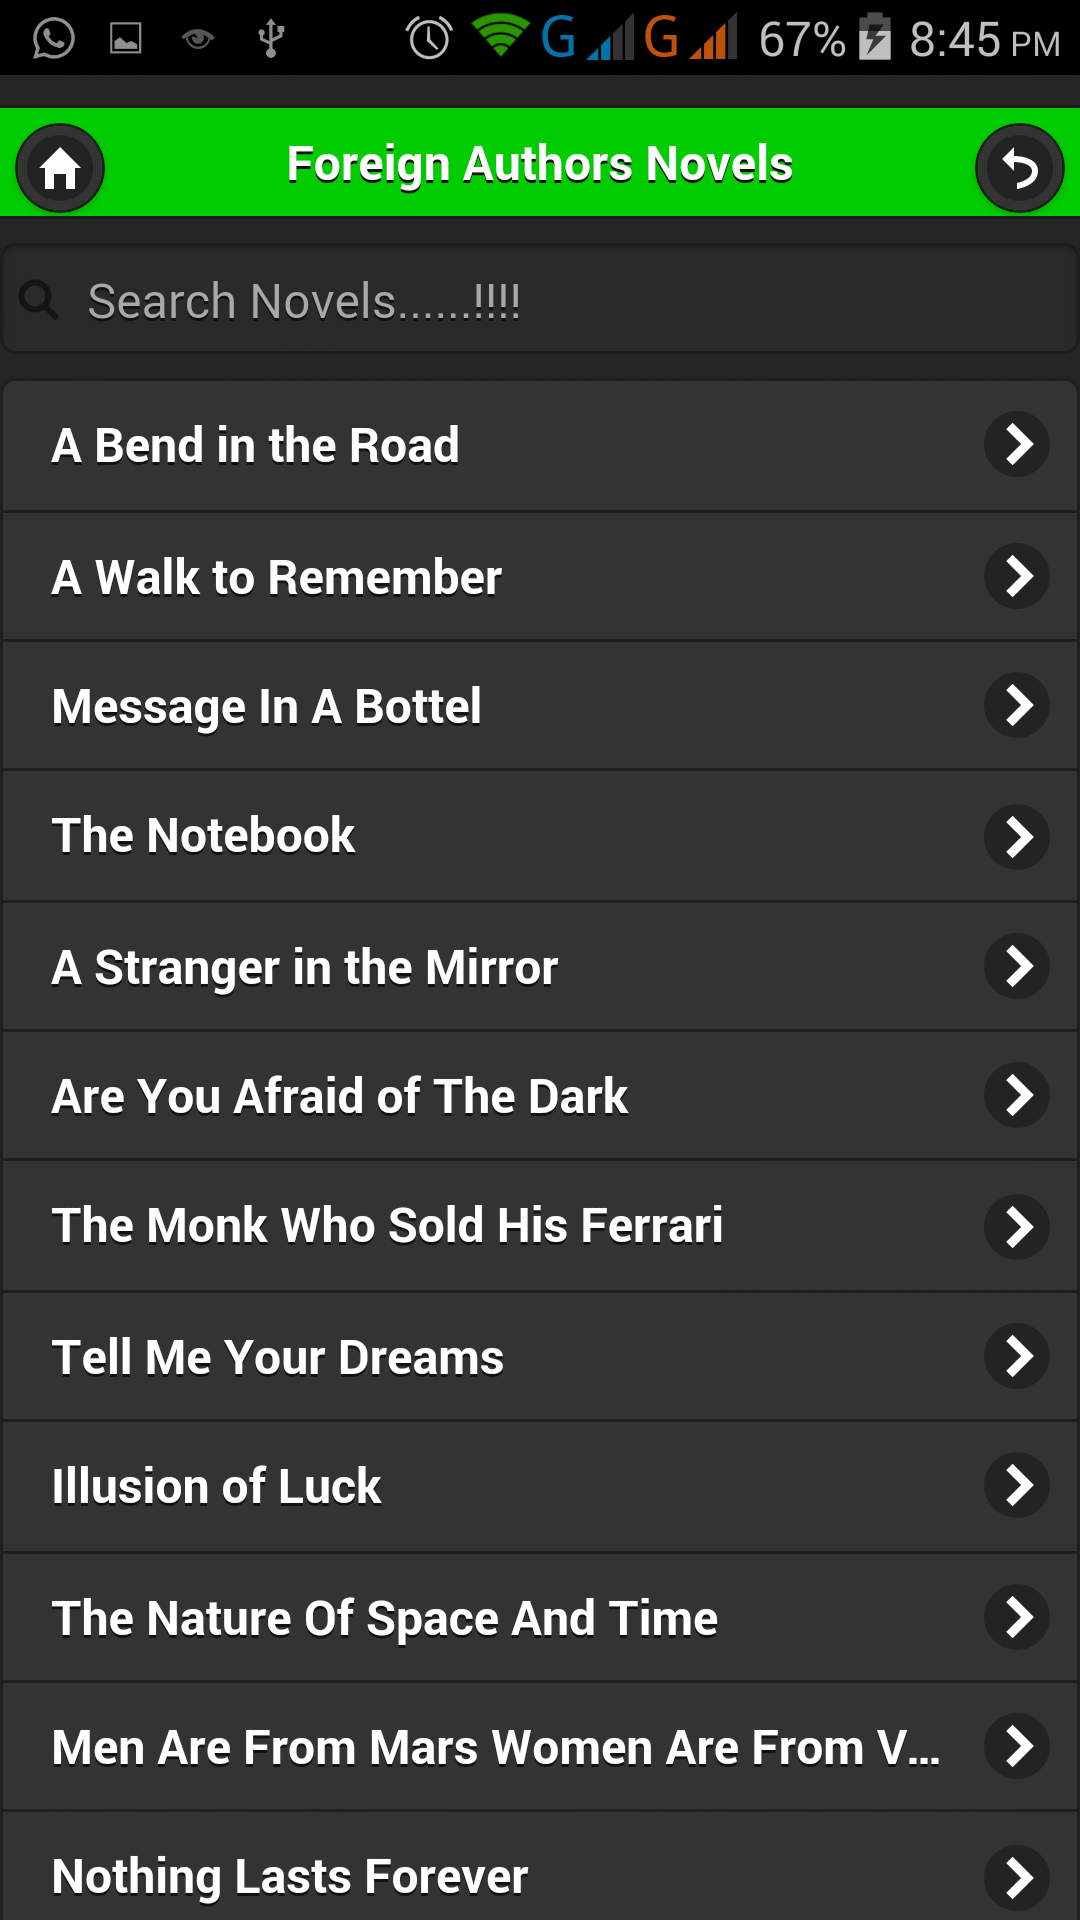 G G 67% 8:45 PM
Foreign Authors Novels
Search Novels......!!!!
A Bend in the Road
A Walk to Remember
Message In A Bottel
The Notebook
A Stranger in the Mirror
Are You Afraid of The Dark
The Monk Who Sold His Ferrari
Tell Me Your Dreams
Illusion of Luck
The Nature Of Space And Time
Men Are From Mars Women Are From V...
Nothing Lasts Forever